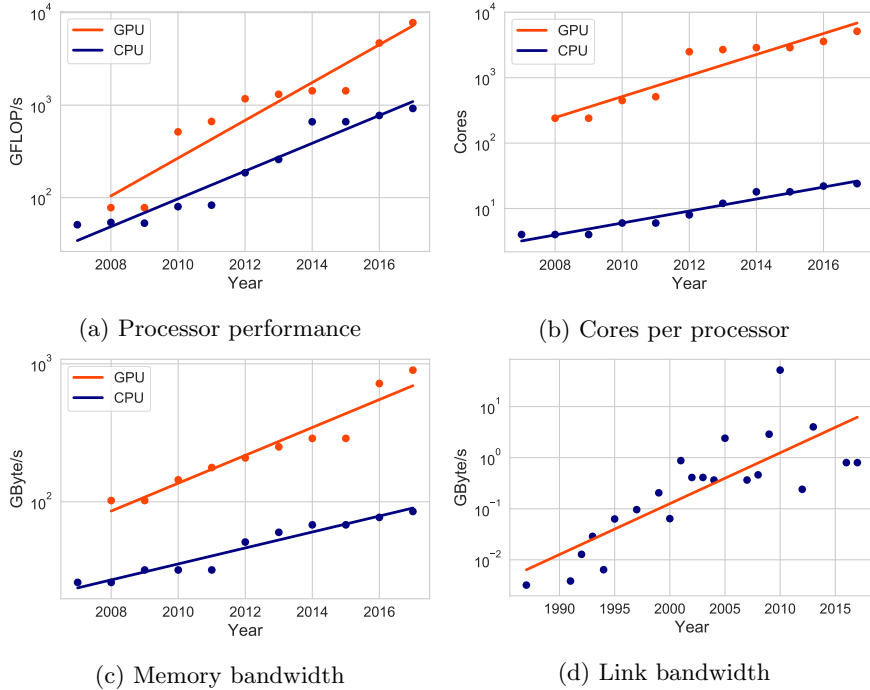 GPU
CPU
10^4
10^3
10^2
GFLOP/s
2008 2010 2012 2014 2016
Year
(a) Processor performance
GPU
CPU
10^4
10^3
10^2
10^1
Cores
2008 2010 2012 2014 2016
Year
(b) Cores per processor
GPU
CPU
10^3
10^2
GByte/s
2008 2010 2012 2014 2016
Year
(c) Memory bandwidth
10^1
10^0
10^−1
10^−2
GByte/s
1990 1995 2000 2005 2010 2015
Year
(d) Link bandwidth